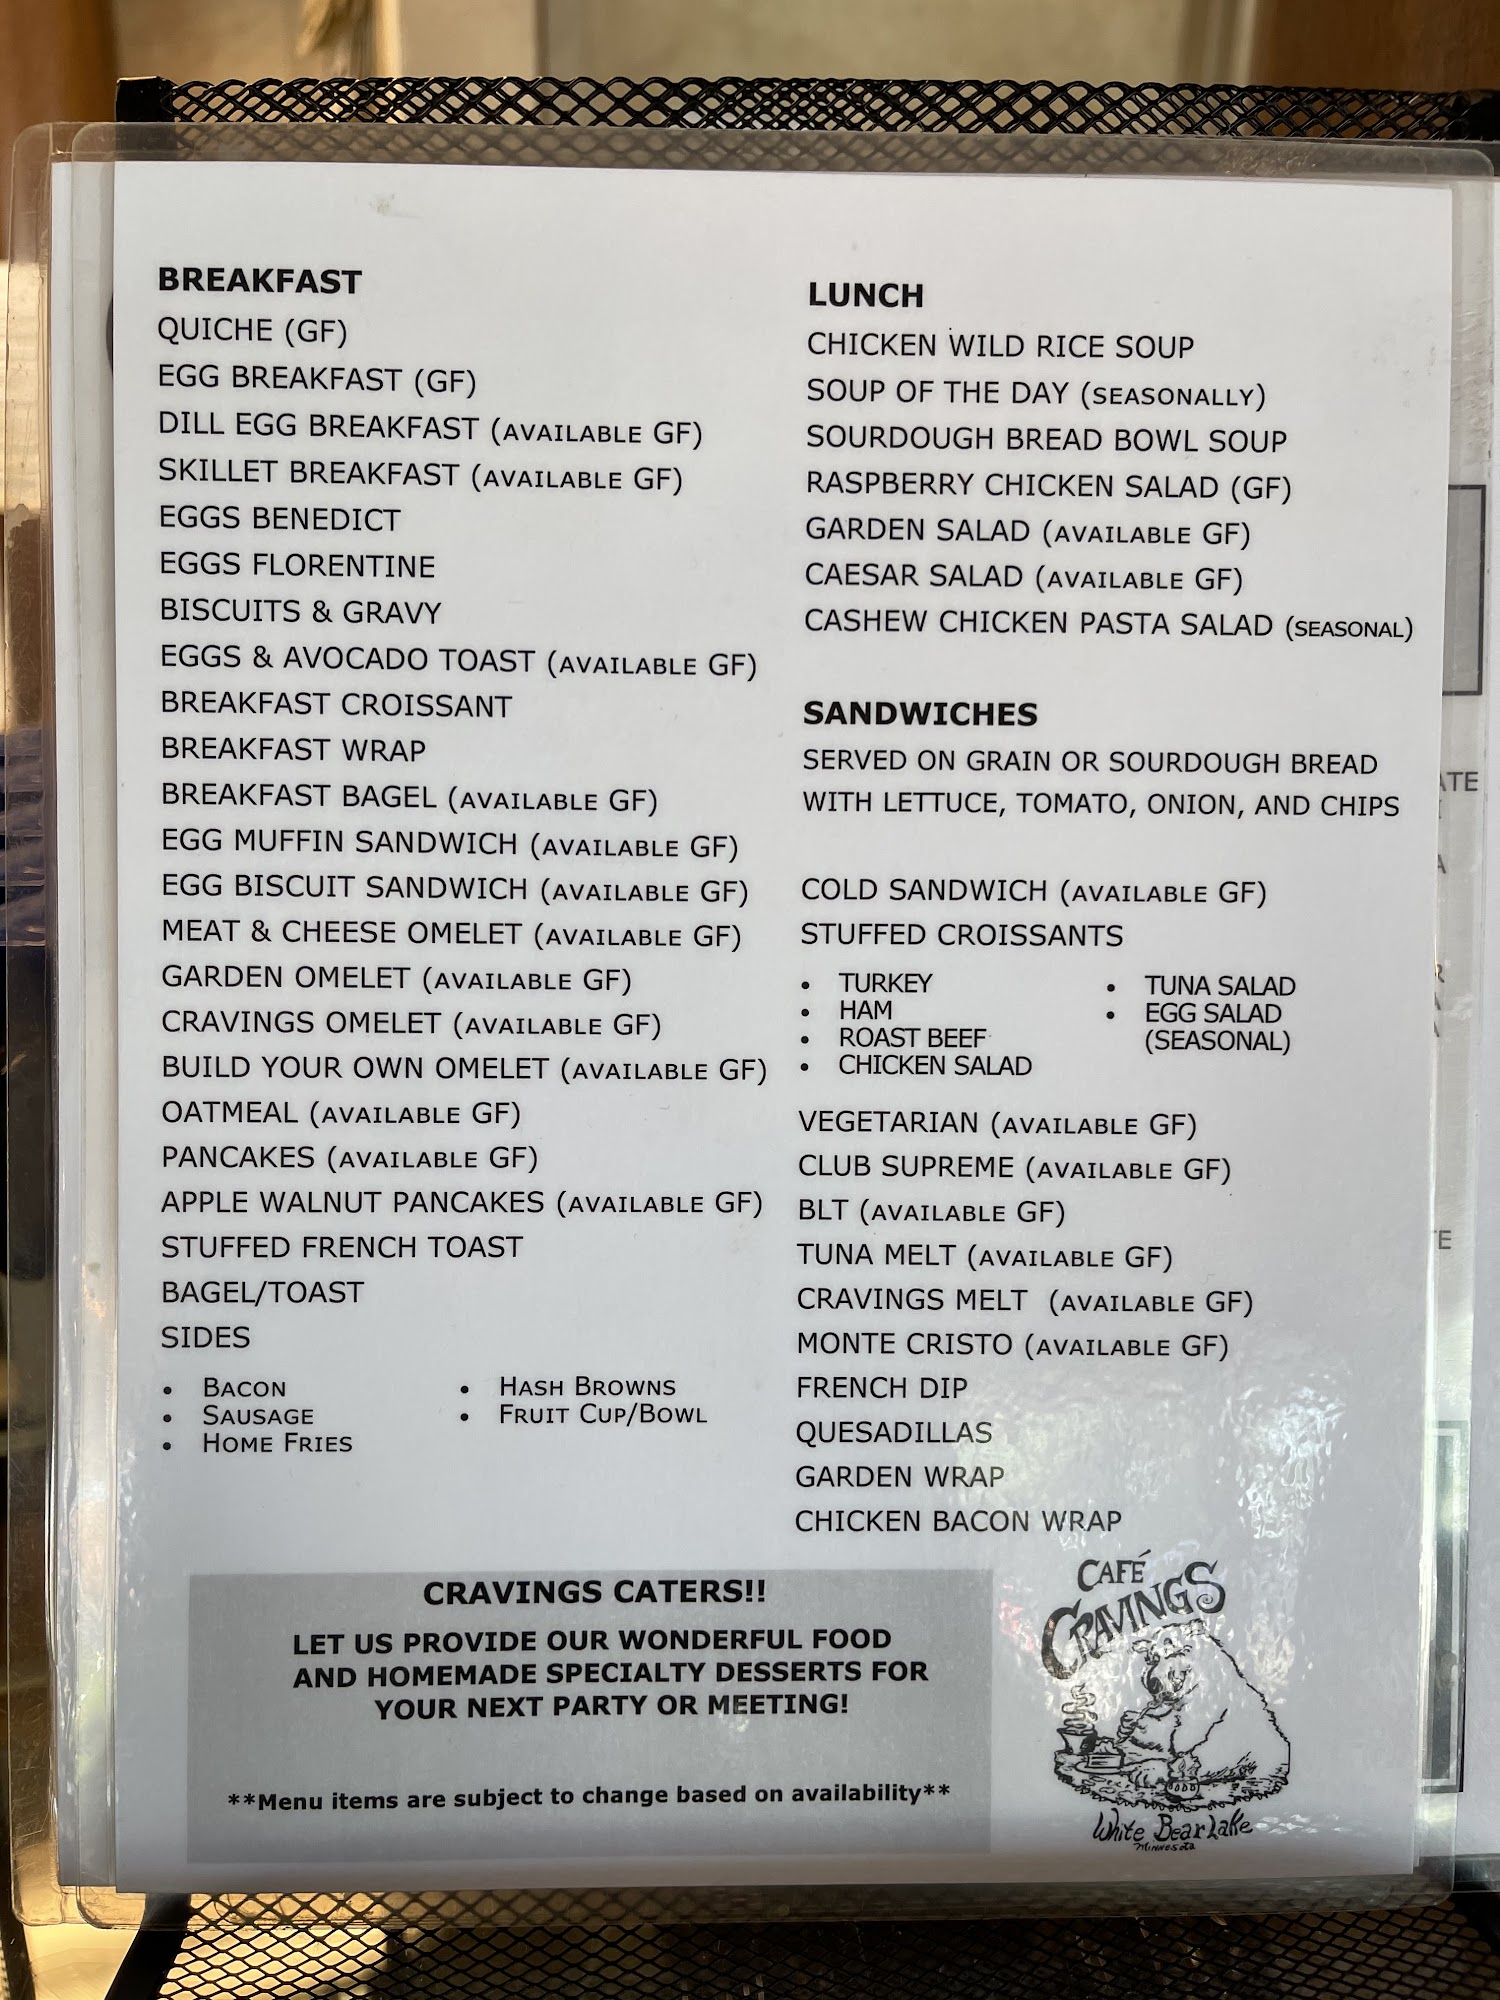 BREAKFAST
QUICHE (GF)
EGG BREAKFAST (GF)
DILL EGG BREAKFAST (AVAILABLE GF)
SKILLET BREAKFAST (AVAILABLE GF)
EGGS BENEDICT
EGGS FLORENTINE
BISCUITS & GRAVY
EGGS & AVOCADO TOAST (AVAILABLE GF)
BREAKFAST CROISSANT
BREAKFAST WRAP
BREAKFAST BAGEL (AVAILABLE GF)
EGG MUFFIN SANDWICH (AVAILABLE GF)
EGG BISCUIT SANDWICH (AVAILABLE GF)
MEAT & CHEESE OMELET (AVAILABLE GF)
GARDEN OMELET (AVAILABLE GF)
CRAVINGS OMELET (AVAILABLE GF)
BUILD YOUR OWN OMELET (AVAILABLE GF)
OATMEAL (AVAILABLE GF)
PANCAKES (AVAILABLE GF)
APPLE WALNUT PANCAKES (AVAILABLE GF)
STUFFED FRENCH TOAST
BAGEL/TOAST
SIDES
• BACON
• SAUSAGE
• HOME FRIES
• HASH BROWNS
• FRUIT CUP/BOWL
LUNCH
CHICKEN WILD RICE SOUP
SOUP OF THE DAY (SEASONALLY)
SOURDOUGH BREAD BOWL SOUP
RASPBERRY CHICKEN SALAD (GF)
GARDEN SALAD (AVAILABLE GF)
CAESAR SALAD (AVAILABLE GF)
CASHEW CHICKEN PASTA SALAD (SEASONAL)
SANDWICHES
SERVED ON GRAIN OR SOURDOUGH BREAD
WITH LETTUCE, TOMATO, ONION, AND CHIPS
COLD SANDWICH (AVAILABLE GF)
STUFFED CROISSANTS
• TURKEY
• HAM
• ROAST BEEF
• CHICKEN SALAD
• TUNA SALAD
• EGG SALAD
(SEASONAL)
VEGETARIAN (AVAILABLE GF)
CLUB SUPREME (AVAILABLE GF)
BLT (AVAILABLE GF)
TUNA MELT (AVAILABLE GF)
CRAVINGS MELT (AVAILABLE GF)
MONTE CRISTO (AVAILABLE GF)
FRENCH DIP
QUESADILLAS
GARDEN WRAP
CHICKEN BACON WRAP
CRAVINGS CATERS!!
LET US PROVIDE OUR WONDERFUL FOOD
AND HOMEMADE SPECIALTY DESSERTS FOR
YOUR NEXT PARTY OR MEETING!
**Menu items are subject to change based on availability**
CAFÉ
CRAVINGS
White Bear Lake
MINNESOTA